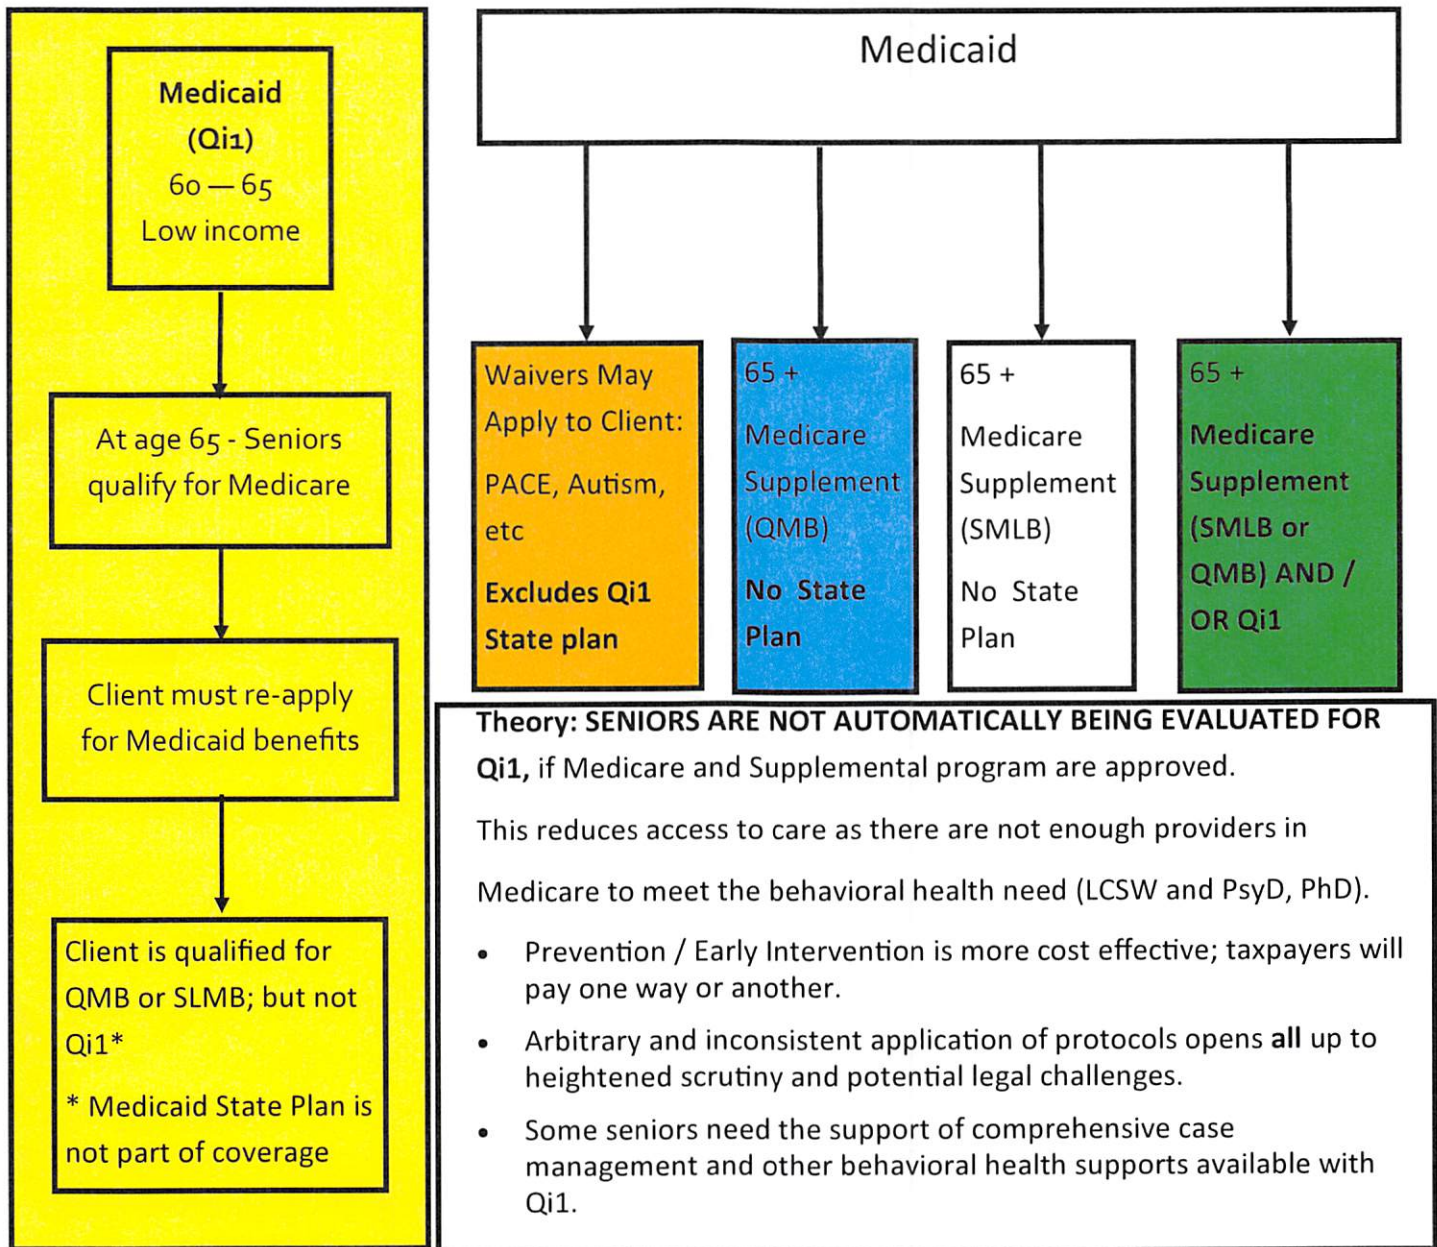 Medicaid
(Qi1)
60 — 65
Low income
At age 65 - Seniors
qualify for Medicare
Client must re-apply
for Medicaid benefits
Client is qualified for
QMB or SLMB; but not
Qi1*
* Medicaid State Plan is
not part of coverage
Medicaid
Waivers May
Apply to Client:
PACE, Autism,
etc
Excludes Qi1
State plan
65 +
Medicare
Supplement
(QMB)
No State
Plan
65 +
Medicare
Supplement
(SMLB)
No State
Plan
65 +
Medicare
Supplement
(SMLB or
QMB) AND /
OR Qi1
Theory: SENIORS ARE NOT AUTOMATICALLY BEING EVALUATED FOR
Qi1, if Medicare and Supplemental program are approved.
This reduces access to care as there are not enough providers in
Medicare to meet the behavioral health need (LCSW and PsyD, PhD).
• Prevention / Early Intervention is more cost effective; taxpayers will
pay one way or another.
• Arbitrary and inconsistent application of protocols opens all up to
heightened scrutiny and potential legal challenges.
• Some seniors need the support of comprehensive case
management and other behavioral health supports available with
Qi1.